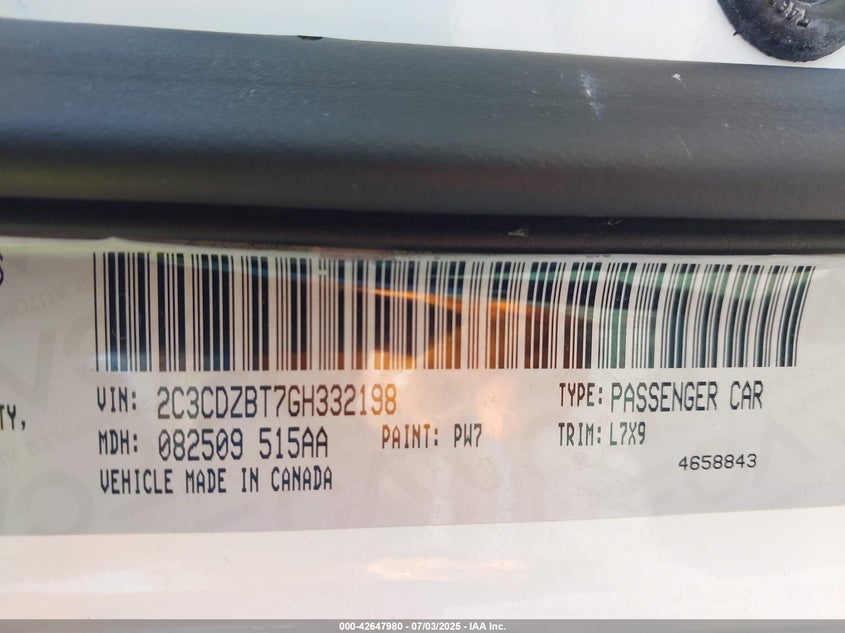 VIN: 2C3CDZBT7GH332198 TYPE: PASSENGER CAR
TY,
MDH: 082509 515AA PAINT: PW7 TRIM: L7X9
VEHICLE MADE IN CANADA 4658843
000-42647980 - 07/03/2025 - IAA Inc.